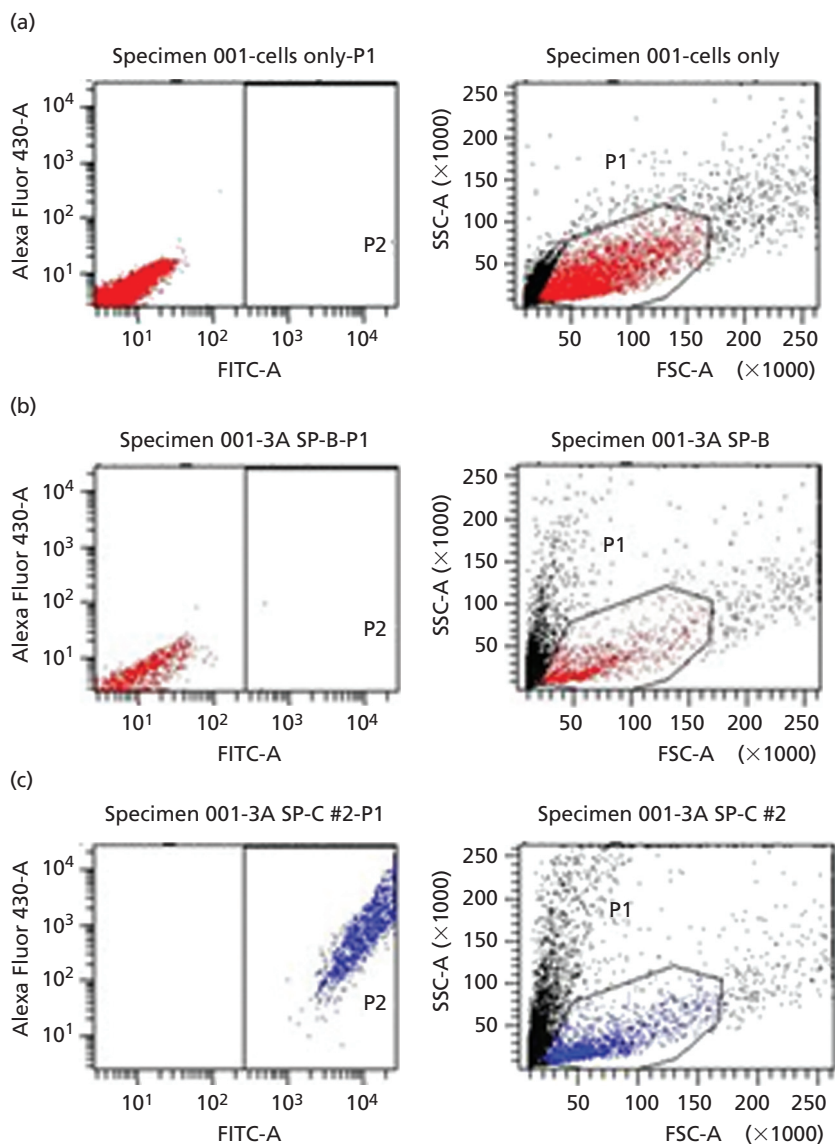 (a)
Specimen 001-cells only-P1
Alexa Fluor 430-A
10⁴
10³
10²
10¹
P2
10¹ 10² 10³ 10⁴
FITC-A
Specimen 001-cells only
SSC-A (×1000)
250
200
150
100
50
P1
50 100 150 200 250
FSC-A (×1000)
(b)
Specimen 001-3A SP-B-P1
Alexa Fluor 430-A
10⁴
10³
10²
10¹
P2
10¹ 10² 10³ 10⁴
FITC-A
Specimen 001-3A SP-B
SSC-A (×1000)
250
200
150
100
50
P1
50 100 150 200 250
FSC-A (×1000)
(c)
Specimen 001-3A SP-C #2-P1
Alexa Fluor 430-A
10⁴
10³
10²
10¹
P2
10¹ 10² 10³ 10⁴
FITC-A
Specimen 001-3A SP-C #2
SSC-A (×1000)
250
200
150
100
50
P1
50 100 150 200 250
FSC-A (×1000)